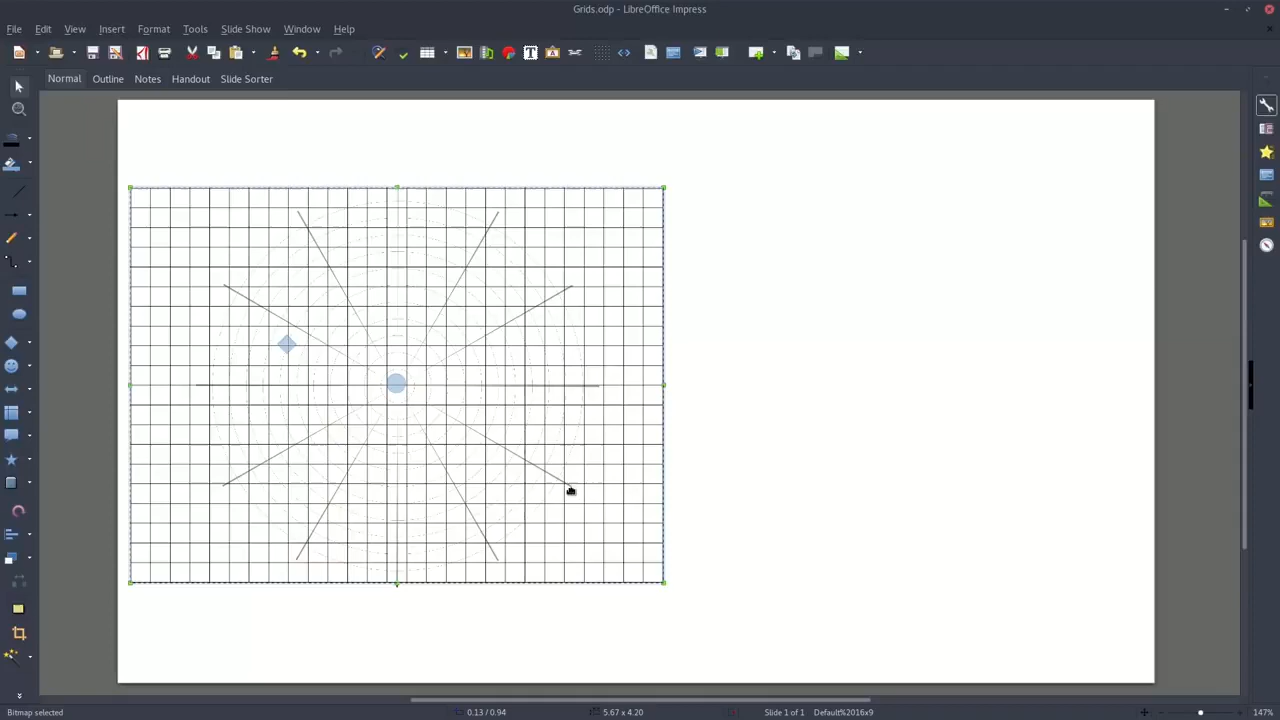 Grids.odp - LibreOffice Impress
File Edit View Insert Format Tools Slide Show Window Help
Normal Outline Notes Handout Slide Sorter
Bitmap selected 0.13 / 0.94 5.67 x 4.20 Slide 1 of 1 Default%2016x9 147%